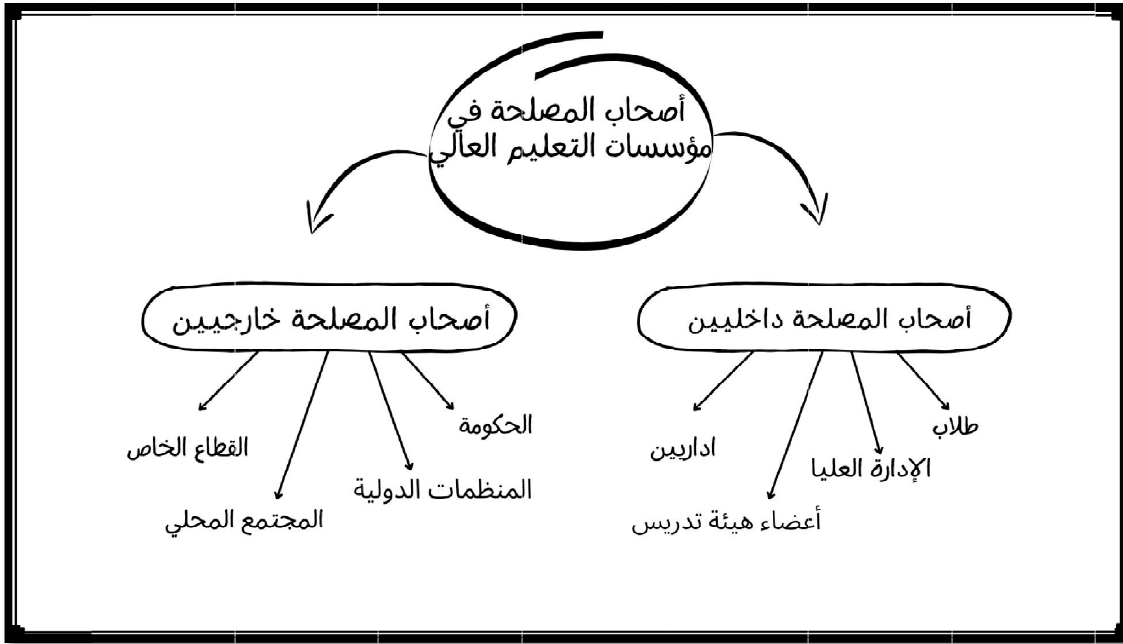 أصحاب المصلحة في
مؤسسات التعليم العالي
أصحاب المصلحة داخليين
طلاب
الإدارة العليا
أعضاء هيئة تدريس
اداريين
أصحاب المصلحة خارجيين
الحكومة
المنظمات الدولية
المجتمع المحلي
القطاع الخاص